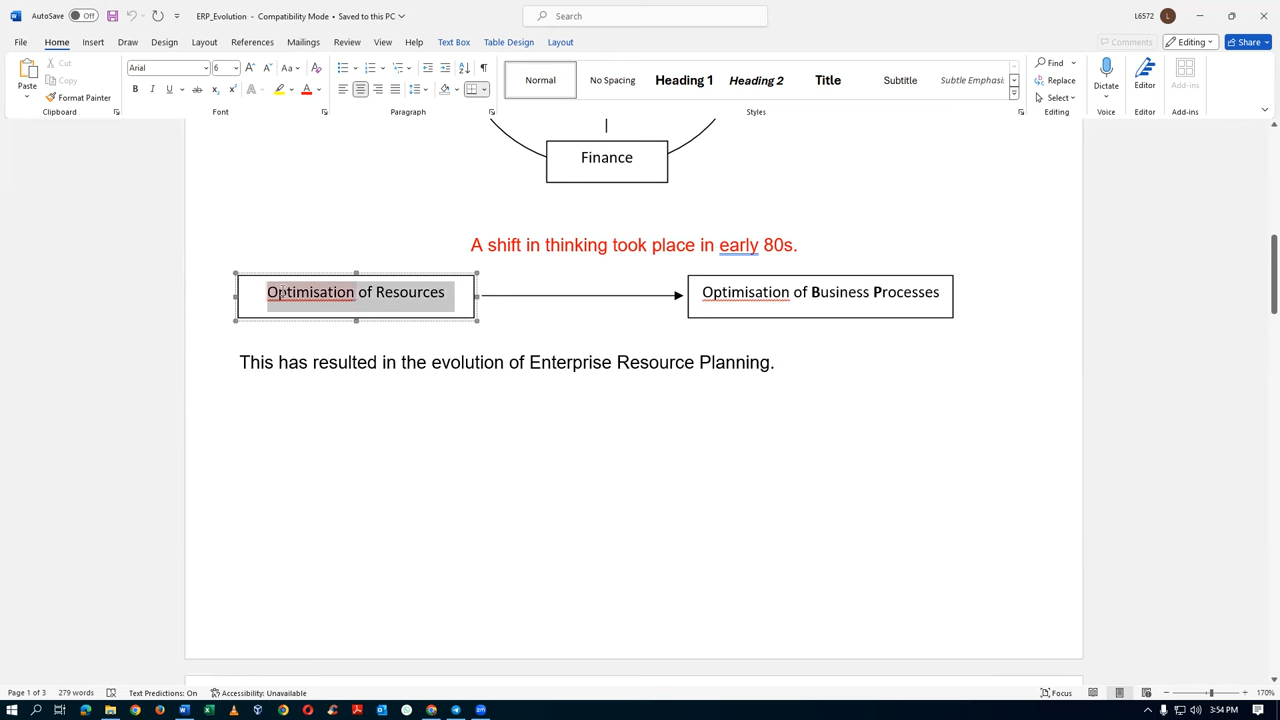 AutoSave Off ERP_Evolution - Compatibility Mode • Saved to this PC Search L6572 L
File Home Insert Draw Design Layout References Mailings Review View Help Text Box Table Design Layout Comments Editing Share
Paste Cut Copy Format Painter Arial 6 Normal No Spacing Heading 1 Heading 2 Title Subtitle Subtle Emphasis Find Replace Select Dictate Editor Add-ins
Clipboard Font Paragraph Styles Editing Voice Editor Add-ins
Finance
A shift in thinking took place in early 80s.
Optimisation of Resources Optimisation of Business Processes
This has resulted in the evolution of Enterprise Resource Planning.
Page 1 of 3 279 words Text Predictions: On Accessibility: Unavailable Focus 170%
3:54 PM